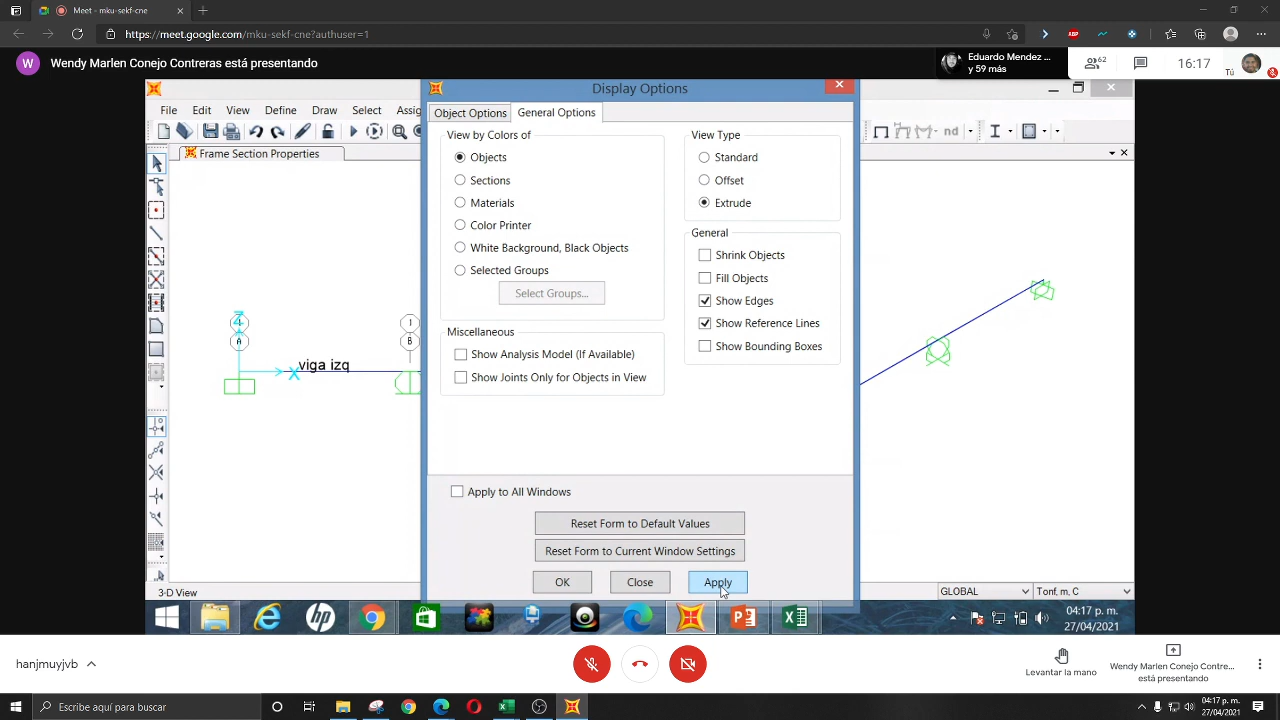 Meet - mku-sekf-cne
https://meet.google.com/mku-sekf-cne?authuser=1
ABP
Wendy Marlen Conejo Contreras está presentando
Eduardo Mendez
y 59 más
62
16:17
Tú
Display Options
File Edit View Define Draw Select Assig
Object Options General Options
nd
Frame Section Properties
View by Colors of
Objects
Sections
Materials
Color Printer
White Background, Black Objects
Selected Groups
Select Groups...
Miscellaneous
Show Analysis Model (If Available)
Show Joints Only for Objects in View
View Type
Standard
Offset
Extrude
General
Shrink Objects
Fill Objects
Show Edges
Show Reference Lines
Show Bounding Boxes
Z
1
A
X
viga izq
1
B
Apply to All Windows
Reset Form to Default Values
Reset Form to Current Window Settings
OK Close Apply
3-D View
GLOBAL
Tonf, m, C
04:17 p. m.
27/04/2021
hanjmuyjvb
Levantar la mano
Wendy Marlen Conejo Contre...
está presentando
Escribe aquí para buscar
04:17 p. m.
27/04/2021